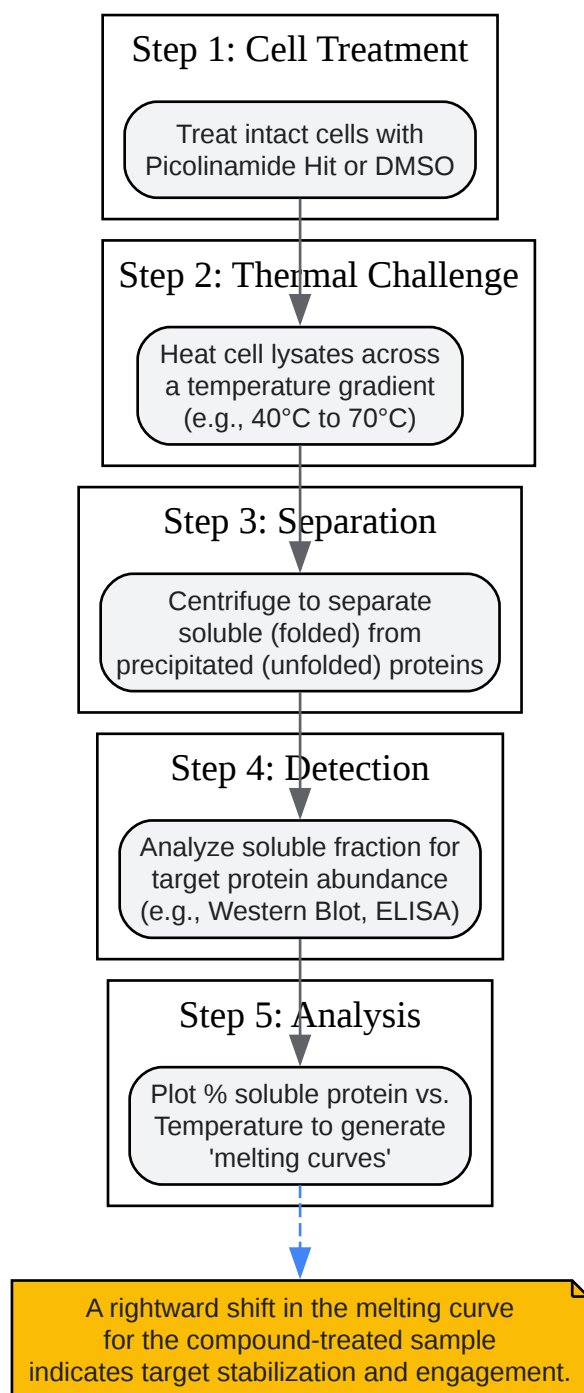 Step 1: Cell Treatment
Treat intact cells with
Picolinamide Hit or DMSO
Step 2: Thermal Challenge
Heat cell lysates across
a temperature gradient
(e.g., 40°C to 70°C)
Step 3: Separation
Centrifuge to separate
soluble (folded) from
precipitated (unfolded) proteins
Step 4: Detection
Analyze soluble fraction for
target protein abundance
(e.g., Western Blot, ELISA)
Step 5: Analysis
Plot % soluble protein vs.
Temperature to generate
'melting curves'
A rightward shift in the melting curve
for the compound-treated sample
indicates target stabilization and engagement.